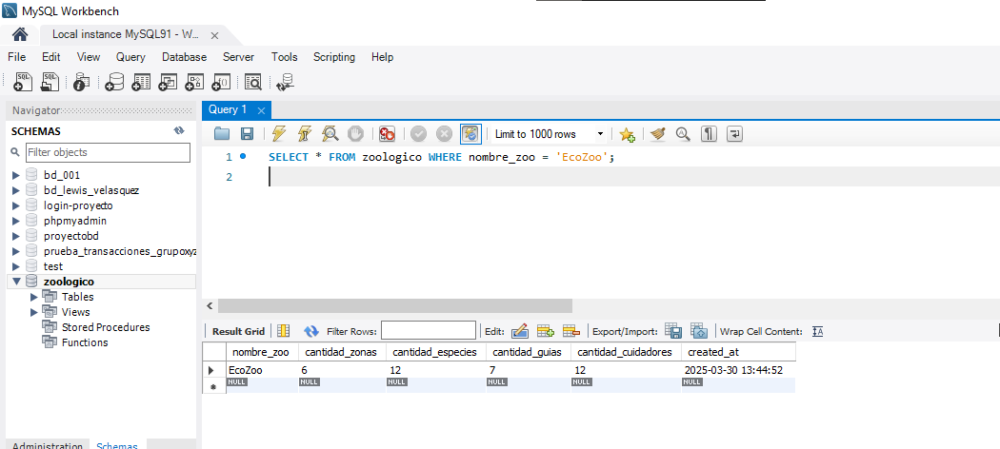 MySQL Workbench
Local instance MySQL91 - W...
File Edit View Query Database Server Tools Scripting Help
Navigator
Query 1
SCHEMAS
Limit to 1000 rows
Filter objects
1 SELECT * FROM zoologico WHERE nombre_zoo = 'EcoZoo';
2
bd_001
bd_lewis_velasquez
login-proyecto
phpmyadmin
proyectobd
prueba_transacciones_grupoxyz
test
zoologico
Tables
Views
Stored Procedures
Functions
Result Grid Filter Rows: Edit: Export/Import: Wrap Cell Content:
nombre_zoo cantidad_zonas cantidad_especies cantidad_guias cantidad_cuidadores created_at
EcoZoo 6 12 7 12 2025-03-30 13:44:52
NULL NULL NULL NULL NULL NULL
Administration Schemas